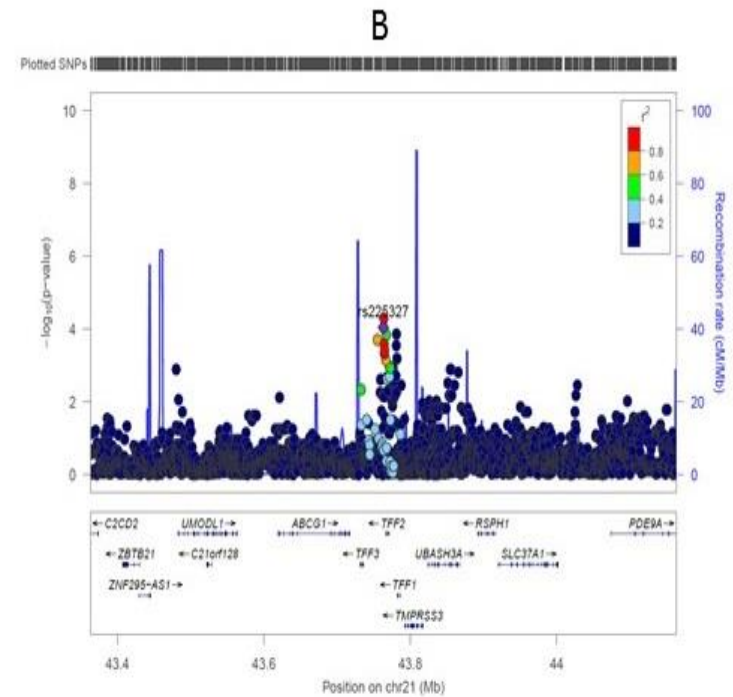 B
Plotted SNPs
10
8
6
4
2
0
− log₁₀(p−value)
100
80
60
40
20
0
Recombination rate (cM/Mb)
r²
0.8
0.6
0.4
0.2
rs225327
←C2CD2 UMODL1→ ABCG1→ ←TFF2 ←RSPH1 PDE9A→
←ZBTB21 ←C21orf128 ←TFF3 UBASH3A→ SLC37A1→
ZNF295−AS1→ ←TFF1
←TMPRSS3
43.4 43.6 43.8 44
Position on chr21 (Mb)